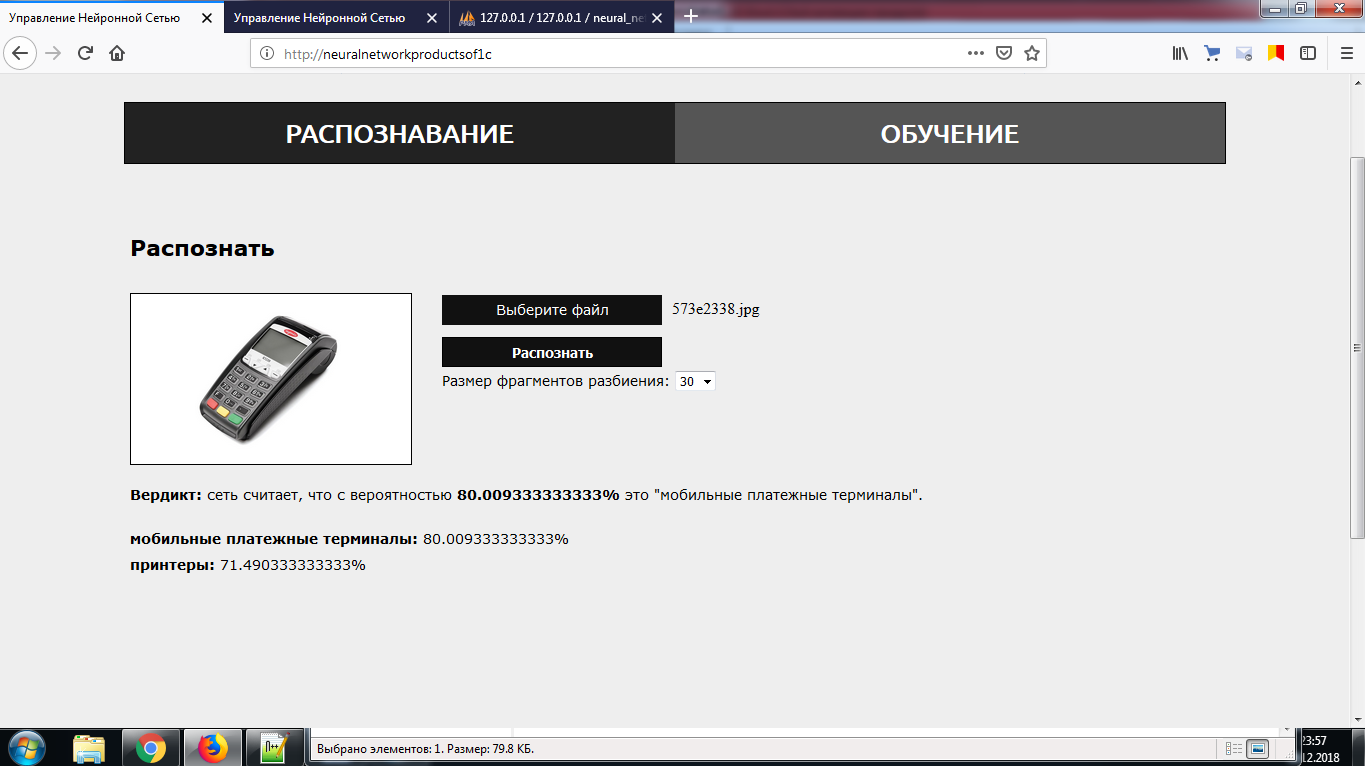 Управление Нейронной Сетью
Управление Нейронной Сетью
127.0.0.1 / 127.0.0.1 / neural_ne
http://neuralnetworkproductsof1c
РАСПОЗНАВАНИЕ
ОБУЧЕНИЕ
Распознать
Выберите файл
573e2338.jpg
Распознать
Размер фрагментов разбиения: 30
Вердикт: сеть считает, что с вероятностью 80.009333333333% это "мобильные платежные терминалы".
мобильные платежные терминалы: 80.009333333333%
принтеры: 71.490333333333%
Выбрано элементов: 1. Размер: 79.8 КБ.
23:57
.12.2018